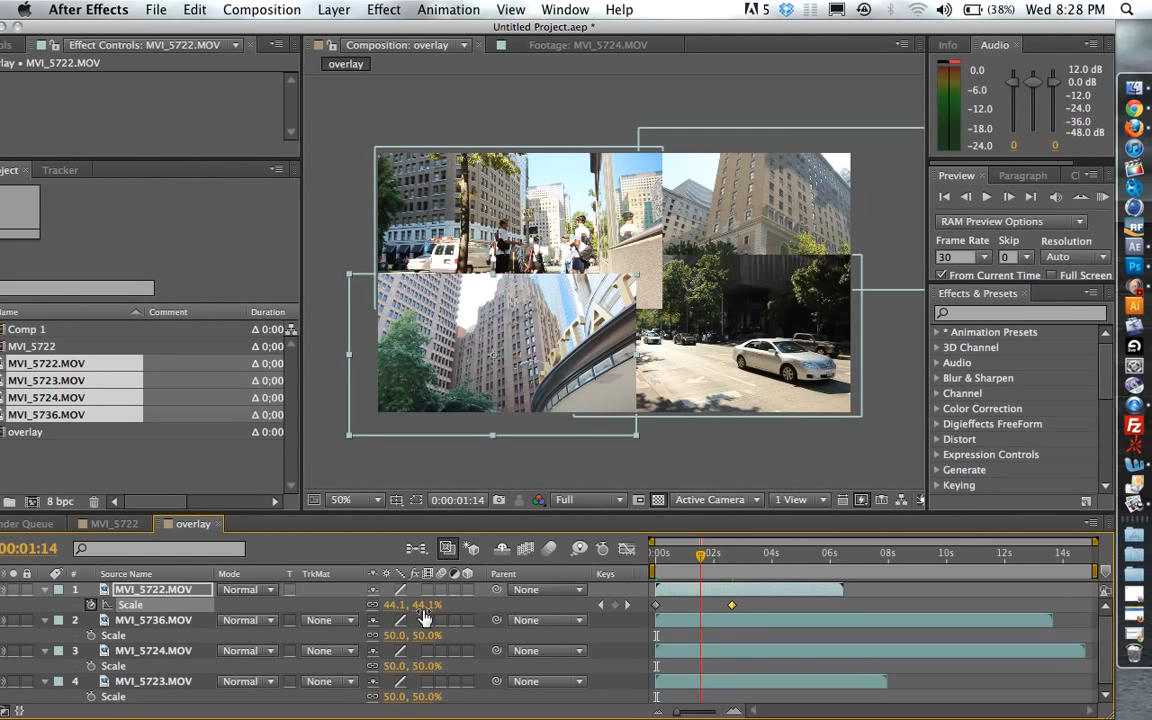 After Effects File Edit Composition Layer Effect Animation View Window Help 5 (38%) Wed 8:28 PM
Untitled Project.aep *
Effect Controls: MVI_5722.MOV
Composition: overlay
Footage: MVI_5724.MOV
Info
Audio
lay • MVI_5722.MOV
overlay
0.0
-6.0
-12.0
-18.0
-24.0
12.0 dB
0.0 dB
-12.0
-24.0
-36.0
-48.0 dB
0 0
Tracker
Preview
Paragraph
RAM Preview Options
Frame Rate Skip Resolution
30 0 Auto
From Current Time Full Screen
Effects & Presets
* Animation Presets
3D Channel
Audio
Blur & Sharpen
Channel
Color Correction
Digieffects FreeForm
Distort
Expression Controls
Generate
Keying
Comment Duration
Comp 1 Δ 0;00
MVI_5722 Δ 0;00
MVI_5722.MOV Δ 0;00
MVI_5723.MOV Δ 0;00
MVI_5724.MOV Δ 0;00
MVI_5736.MOV Δ 0;00
overlay Δ 0;00
8 bpc
50% 0:00:01:14 Full Active Camera 1 View
nder Queue MVI_5722 overlay
00:01:14
:00s 02s 04s 06s 08s 10s 12s 14s
# Source Name Mode T TrkMat Parent Keys
1 MVI_5722.MOV Normal None
Scale 44.1, 44.1%
2 MVI_5736.MOV Normal None None
Scale 50.0, 50.0%
3 MVI_5724.MOV Normal None None
Scale 50.0, 50.0%
4 MVI_5723.MOV Normal None None
Scale 50.0, 50.0%